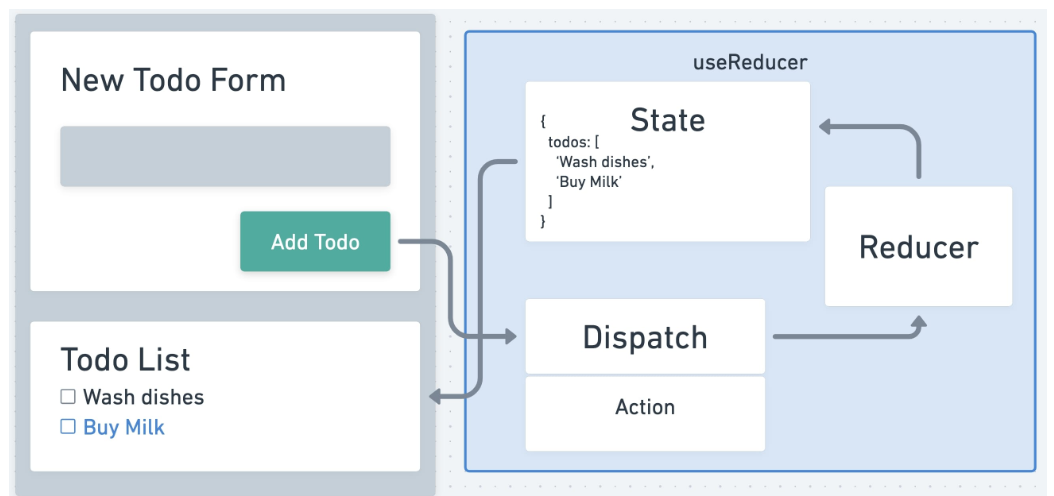 New Todo Form
Add Todo
Todo List
Wash dishes
Buy Milk
useReducer
State
{
todos: [
‘Wash dishes’,
‘Buy Milk’
]
}
Reducer
Dispatch
Action